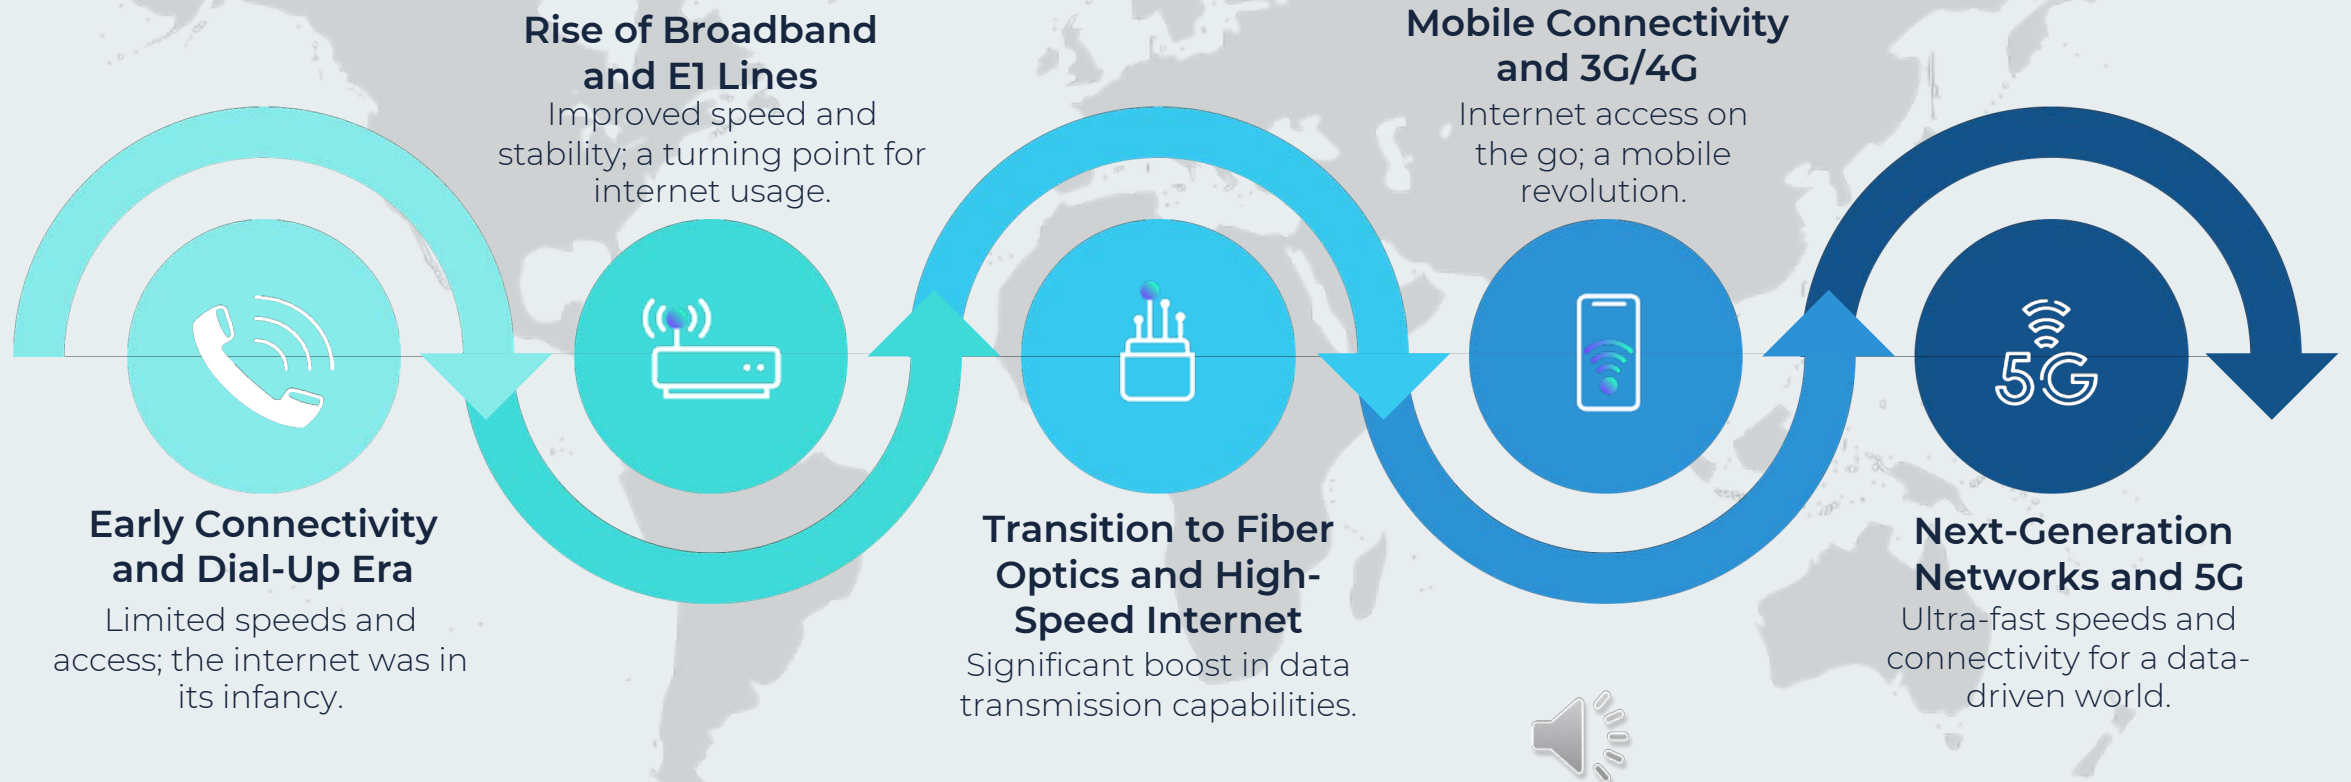 Early Connectivity
and Dial-Up Era
Limited speeds and
access; the internet was in
its infancy.
Rise of Broadband
and E1 Lines
Improved speed and
stability; a turning point for
internet usage.
Transition to Fiber
Optics and High-
Speed Internet
Significant boost in data
transmission capabilities.
Mobile Connectivity
and 3G/4G
Internet access on
the go; a mobile
revolution.
5G
Next-Generation
Networks and 5G
Ultra-fast speeds and
connectivity for a data-
driven world.